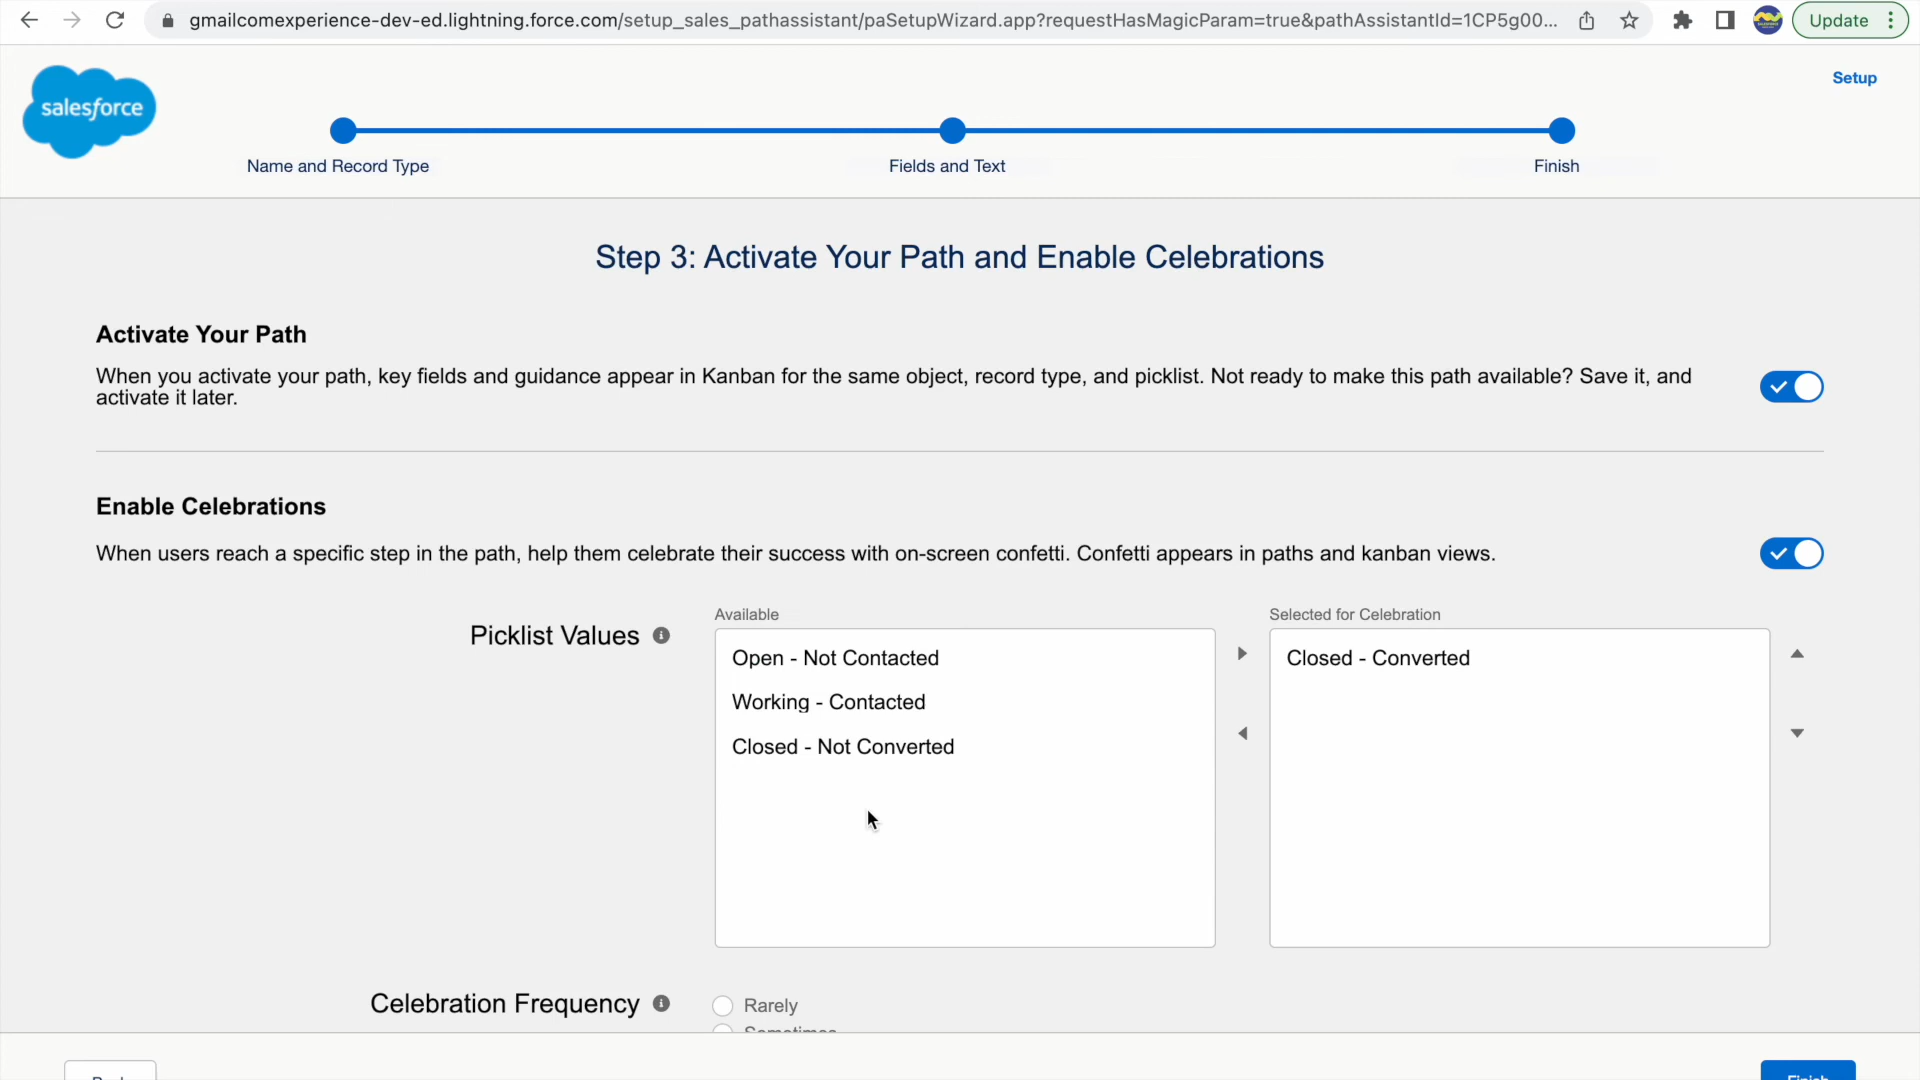 gmailcomexperience-dev-ed.lightning.force.com/setup_sales_pathassistant/paSetupWizard.app?requestHasMagicParam=true&pathAssistantId=1CP5g00...
Update
salesforce
Setup
Name and Record Type
Fields and Text
Finish
Step 3: Activate Your Path and Enable Celebrations
Activate Your Path
When you activate your path, key fields and guidance appear in Kanban for the same object, record type, and picklist. Not ready to make this path available? Save it, and
activate it later.
Enable Celebrations
When users reach a specific step in the path, help them celebrate their success with on-screen confetti. Confetti appears in paths and kanban views.
Available
Selected for Celebration
Picklist Values
Open - Not Contacted
Closed - Converted
Working - Contacted
Closed - Not Converted
Celebration Frequency
Rarely
Sometimes
Finish